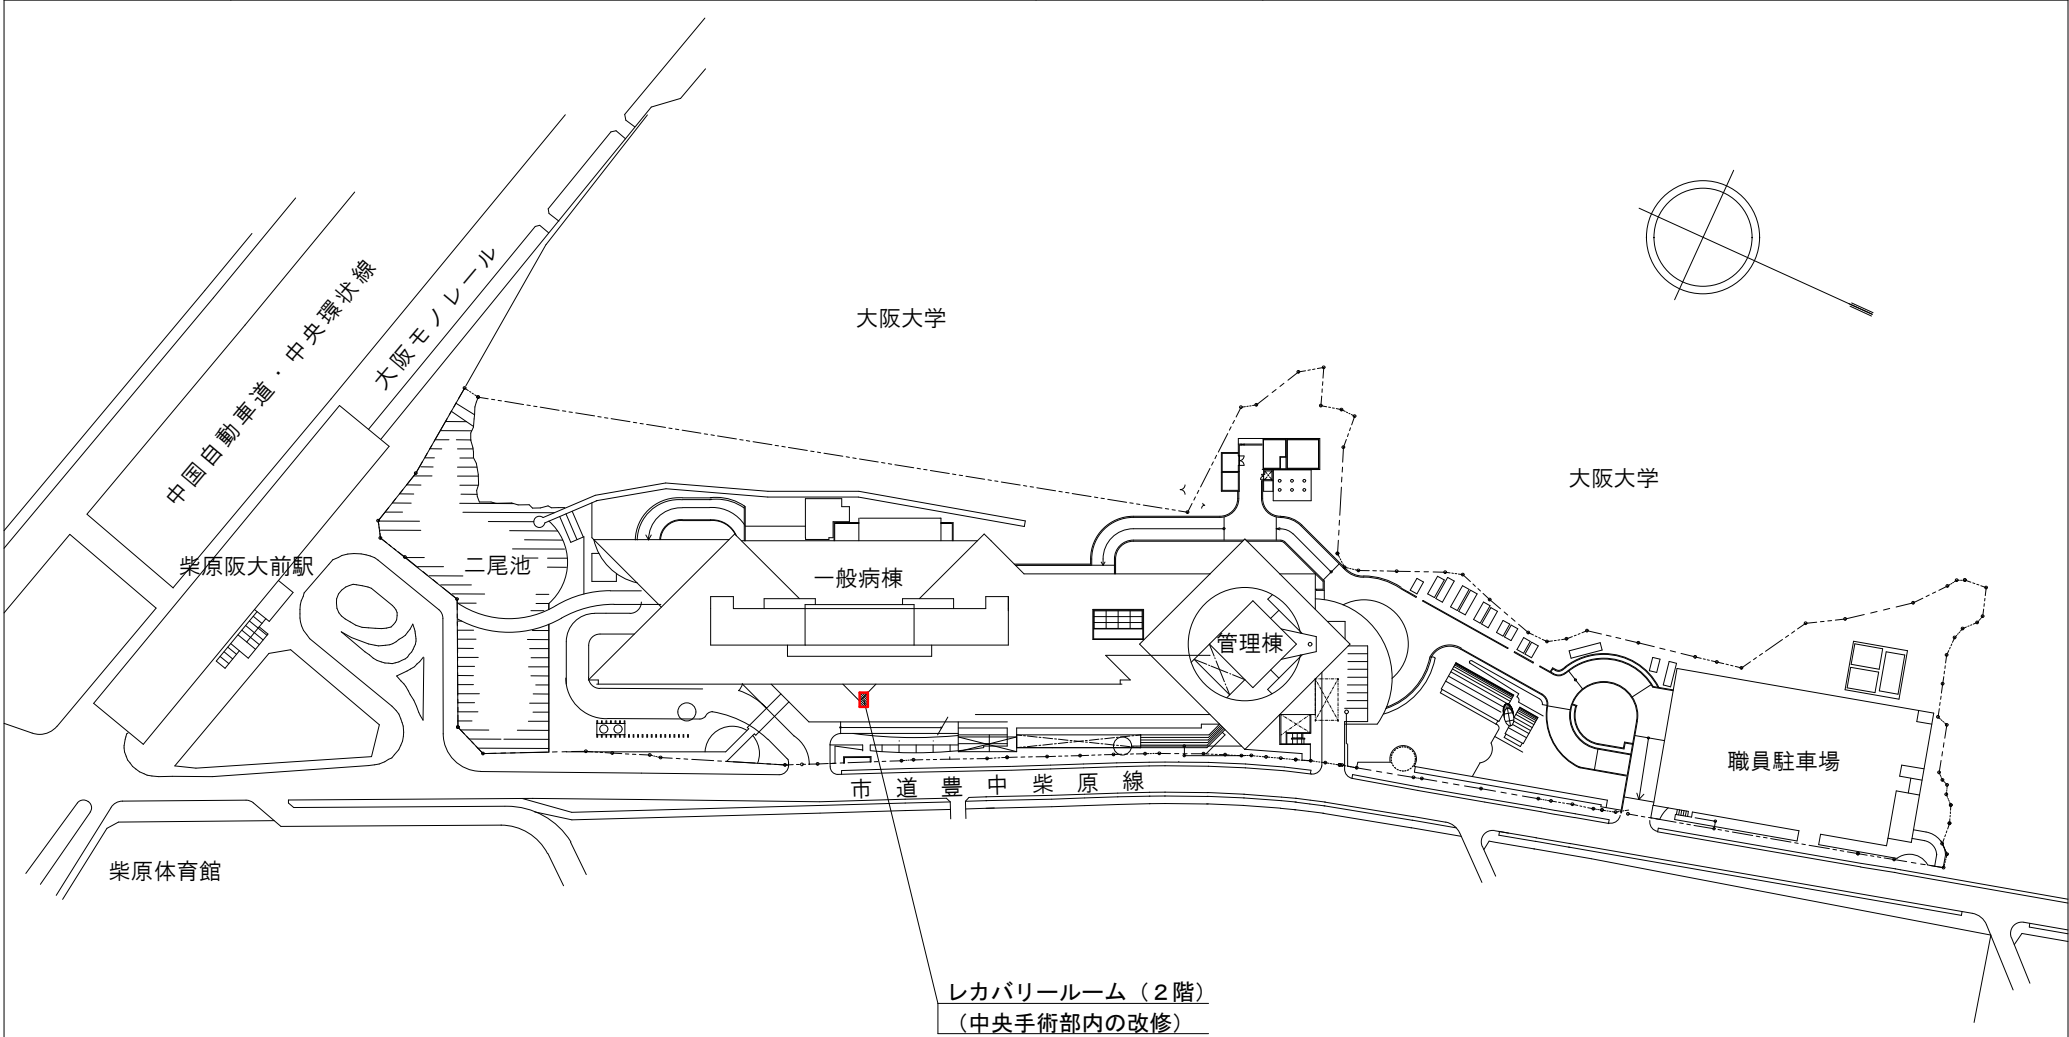 中国自動車道・中央環状線
大阪モノレール
大阪大学
大阪大学
柴原阪大前駅
二尾池
一般病棟
管理棟
職員駐車場
市道豊中柴原線
柴原体育館
レカバリールーム（２階）
（中央手術部内の改修）